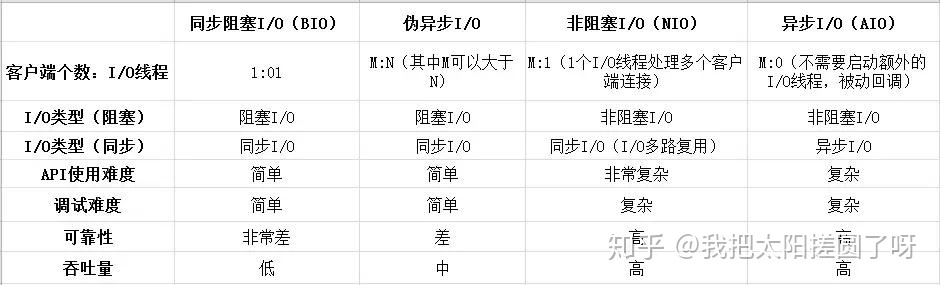 同步阻塞I/O（BIO） 伪异步I/O 非阻塞I/O（NIO） 异步I/O（AIO）
客户端个数：I/O线程 1:01 M:N（其中M可以大于N） M:1（1个I/O线程处理多个客户端连接） M:0（不需要启动额外的I/O线程，被动回调）
I/O类型（阻塞） 阻塞I/O 阻塞I/O 非阻塞I/O 非阻塞I/O
I/O类型（同步） 同步I/O 同步I/O 同步I/O（I/O多路复用） 异步I/O
API使用难度 简单 简单 非常复杂 复杂
调试难度 简单 简单 复杂 复杂
可靠性 非常差 差 高 高
吞吐量 低 中 高 高
知乎 @我把太阳搓圆了呀